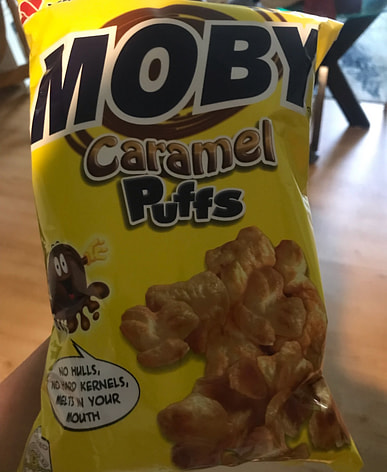 MOBY
Caramel
Puffs
NO HULLS,
NO HARD KERNELS,
MELTS IN YOUR
MOUTH